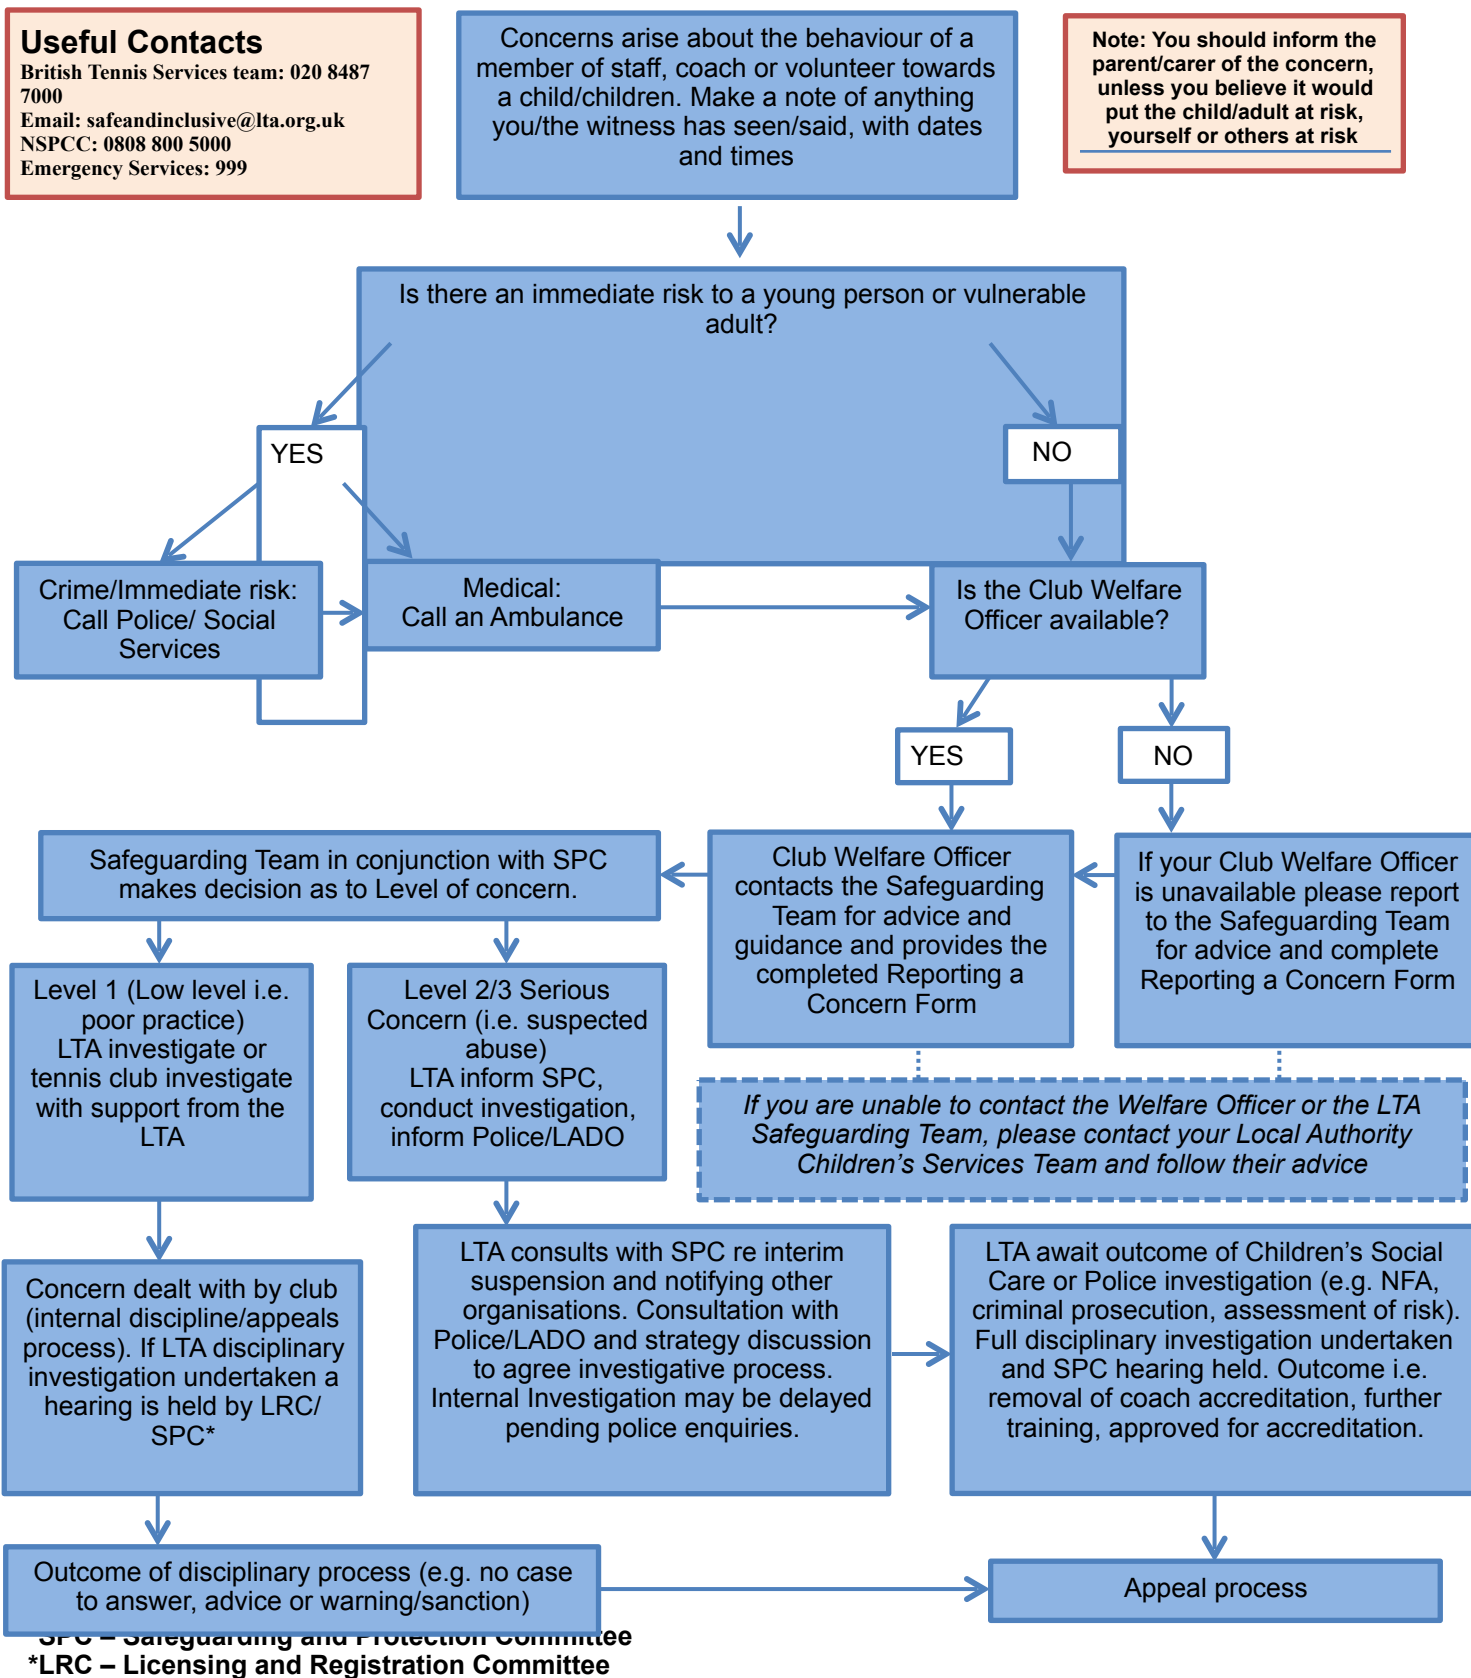 Useful Contacts
British Tennis Services team: 020 8487
7000
Email: safeandinclusive@lta.org.uk
NSPCC: 0808 800 5000
Emergency Services: 999
Concerns arise about the behaviour of a
member of staff, coach or volunteer towards
a child/children. Make a note of anything
you/the witness has seen/said, with dates
and times
Note: You should inform the
parent/carer of the concern,
unless you believe it would
put the child/adult at risk,
yourself or others at risk
Is there an immediate risk to a young person or vulnerable
adult?
YES
NO
Crime/Immediate risk:
Call Police/ Social
Services
Medical:
Call an Ambulance
Is the Club Welfare
Officer available?
YES
NO
Safeguarding Team in conjunction with SPC
makes decision as to Level of concern.
Club Welfare Officer
contacts the Safeguarding
Team for advice and
guidance and provides the
completed Reporting a
Concern Form
If your Club Welfare Officer
is unavailable please report
to the Safeguarding Team
for advice and complete
Reporting a Concern Form
Level 1 (Low level i.e.
poor practice)
LTA investigate or
tennis club investigate
with support from the
LTA
Level 2/3 Serious
Concern (i.e. suspected
abuse)
LTA inform SPC,
conduct investigation,
inform Police/LADO
If you are unable to contact the Welfare Officer or the LTA
Safeguarding Team, please contact your Local Authority
Children’s Services Team and follow their advice
Concern dealt with by club
(internal discipline/appeals
process). If LTA disciplinary
investigation undertaken a
hearing is held by LRC/
SPC*
LTA consults with SPC re interim
suspension and notifying other
organisations. Consultation with
Police/LADO and strategy discussion
to agree investigative process.
Internal Investigation may be delayed
pending police enquiries.
LTA await outcome of Children’s Social
Care or Police investigation (e.g. NFA,
criminal prosecution, assessment of risk).
Full disciplinary investigation undertaken
and SPC hearing held. Outcome i.e.
removal of coach accreditation, further
training, approved for accreditation.
Outcome of disciplinary process (e.g. no case
to answer, advice or warning/sanction)
Appeal process
*SPC – Safeguarding and Protection Committee
*LRC – Licensing and Registration Committee